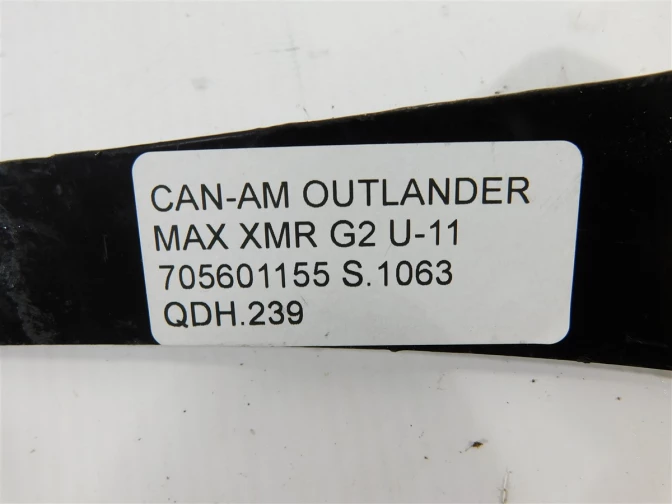 CAN-AM OUTLANDER
MAX XMR G2 U-11
705601155 S.1063
QDH.239